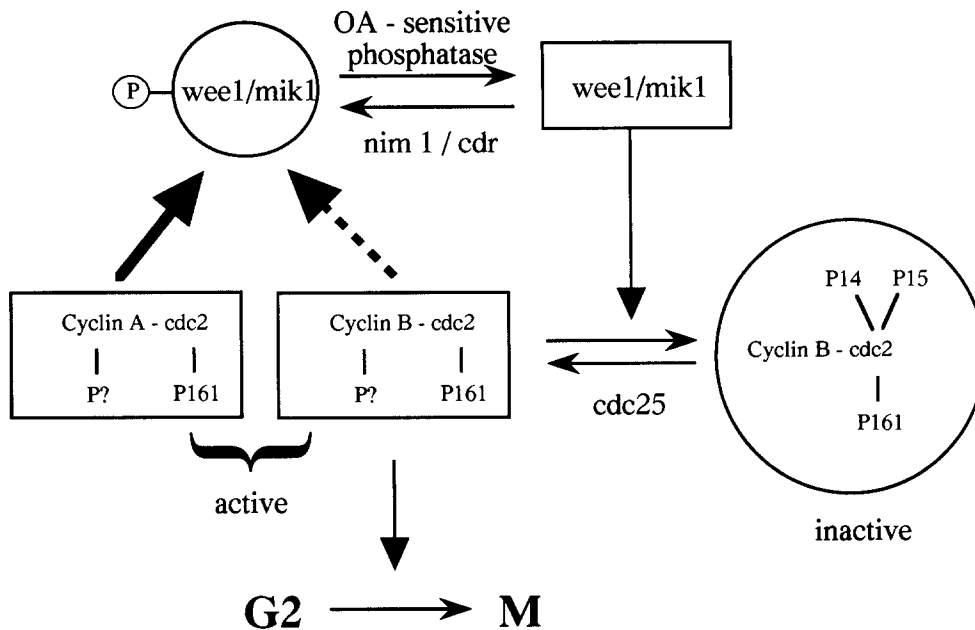 OA - sensitive
phosphatase
P
wee1/mik1
wee1/mik1
nim 1 / cdr
P14 P15
Cyclin A - cdc2
Cyclin B - cdc2
Cyclin B - cdc2
P? P161
P? P161
cdc25
P161
active
inactive
G2 M